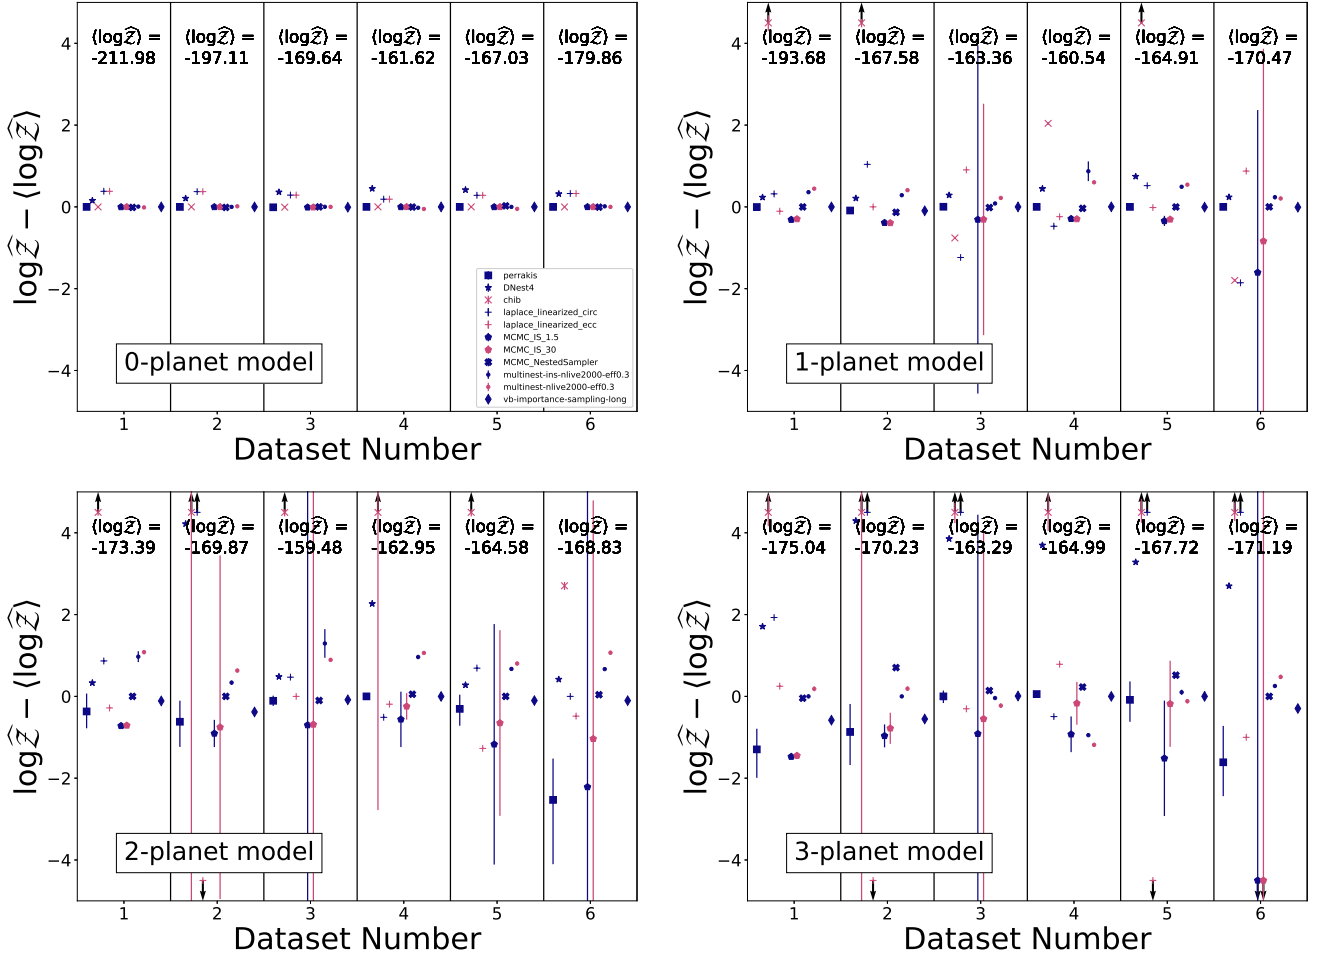 ⟨log𝒵̂⟩ = ⟨log𝒵̂⟩ = ⟨log𝒵̂⟩ = ⟨log𝒵̂⟩ = ⟨log𝒵̂⟩ = ⟨log𝒵̂⟩ =
-211.98 -197.11 -169.64 -161.62 -167.03 -179.86
4
2
0
−2
−4
log𝒵̂ − ⟨log𝒵̂⟩
perrakis
DNest4
chib
laplace_linearized_circ
laplace_linearized_ecc
MCMC_IS_1.5
MCMC_IS_30
MCMC_NestedSampler
multinest-ins-nlive2000-eff0.3
multinest-nlive2000-eff0.3
vb-importance-sampling-long
0-planet model
1 2 3 4 5 6
Dataset Number
⟨log𝒵̂⟩ = ⟨log𝒵̂⟩ = ⟨log𝒵̂⟩ = ⟨log𝒵̂⟩ = ⟨log𝒵̂⟩ = ⟨log𝒵̂⟩ =
-193.68 -167.58 -163.36 -160.54 -164.91 -170.47
4
2
0
−2
−4
log𝒵̂ − ⟨log𝒵̂⟩
1-planet model
1 2 3 4 5 6
Dataset Number
⟨log𝒵̂⟩ = ⟨log𝒵̂⟩ = ⟨log𝒵̂⟩ = ⟨log𝒵̂⟩ = ⟨log𝒵̂⟩ = ⟨log𝒵̂⟩ =
-173.39 -169.87 -159.48 -162.95 -164.58 -168.83
4
2
0
−2
−4
log𝒵̂ − ⟨log𝒵̂⟩
2-planet model
1 2 3 4 5 6
Dataset Number
⟨log𝒵̂⟩ = ⟨log𝒵̂⟩ = ⟨log𝒵̂⟩ = ⟨log𝒵̂⟩ = ⟨log𝒵̂⟩ = ⟨log𝒵̂⟩ =
-175.04 -170.23 -163.29 -164.99 -167.72 -171.19
4
2
0
−2
−4
log𝒵̂ − ⟨log𝒵̂⟩
3-planet model
1 2 3 4 5 6
Dataset Number